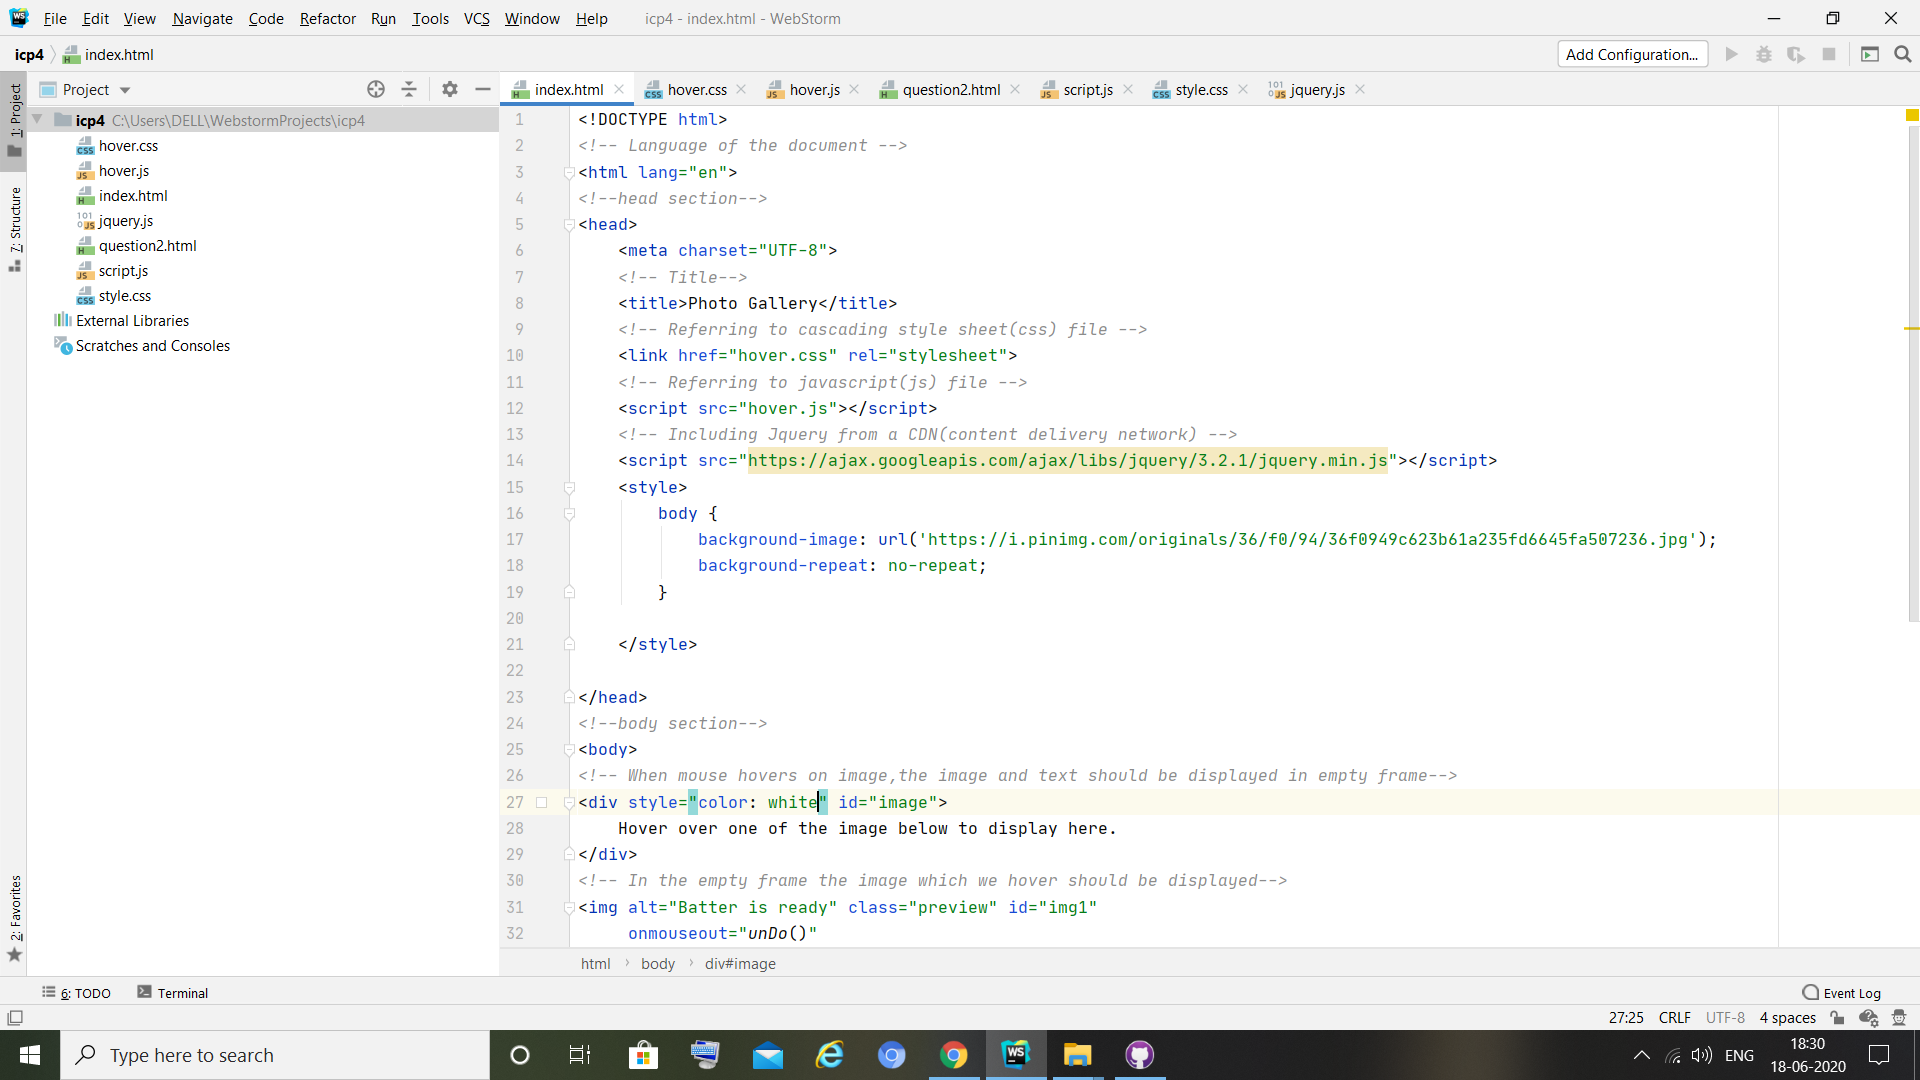 File Edit View Navigate Code Refactor Run Tools VCS Window Help icp4 - index.html - WebStorm
icp4 index.html Add Configuration...
Project
index.html hover.css hover.js question2.html script.js style.css jquery.js
1: Project
7: Structure
2: Favorites
icp4 C:\Users\DELL\WebstormProjects\icp4
hover.css
hover.js
index.html
jquery.js
question2.html
script.js
style.css
External Libraries
Scratches and Consoles
1 <!DOCTYPE html>
2 <!-- Language of the document -->
3 <html lang="en">
4 <!--head section-->
5 <head>
6 <meta charset="UTF-8">
7 <!-- Title-->
8 <title>Photo Gallery</title>
9 <!-- Referring to cascading style sheet(css) file -->
10 <link href="hover.css" rel="stylesheet">
11 <!-- Referring to javascript(js) file -->
12 <script src="hover.js"></script>
13 <!-- Including Jquery from a CDN(content delivery network) -->
14 <script src="https://ajax.googleapis.com/ajax/libs/jquery/3.2.1/jquery.min.js"></script>
15 <style>
16 body {
17 background-image: url('https://i.pinimg.com/originals/36/f0/94/36f0949c623b61a235fd6645fa507236.jpg');
18 background-repeat: no-repeat;
19 }
20
21 </style>
22
23 </head>
24 <!--body section-->
25 <body>
26 <!-- When mouse hovers on image,the image and text should be displayed in empty frame-->
27 <div style="color: white" id="image">
28 Hover over one of the image below to display here.
29 </div>
30 <!-- In the empty frame the image which we hover should be displayed-->
31 <img alt="Batter is ready" class="preview" id="img1"
32 onmouseout="unDo()"
html body div#image
6: TODO Terminal Event Log
27:25 CRLF UTF-8 4 spaces
Type here to search
ENG
18:30
18-06-2020